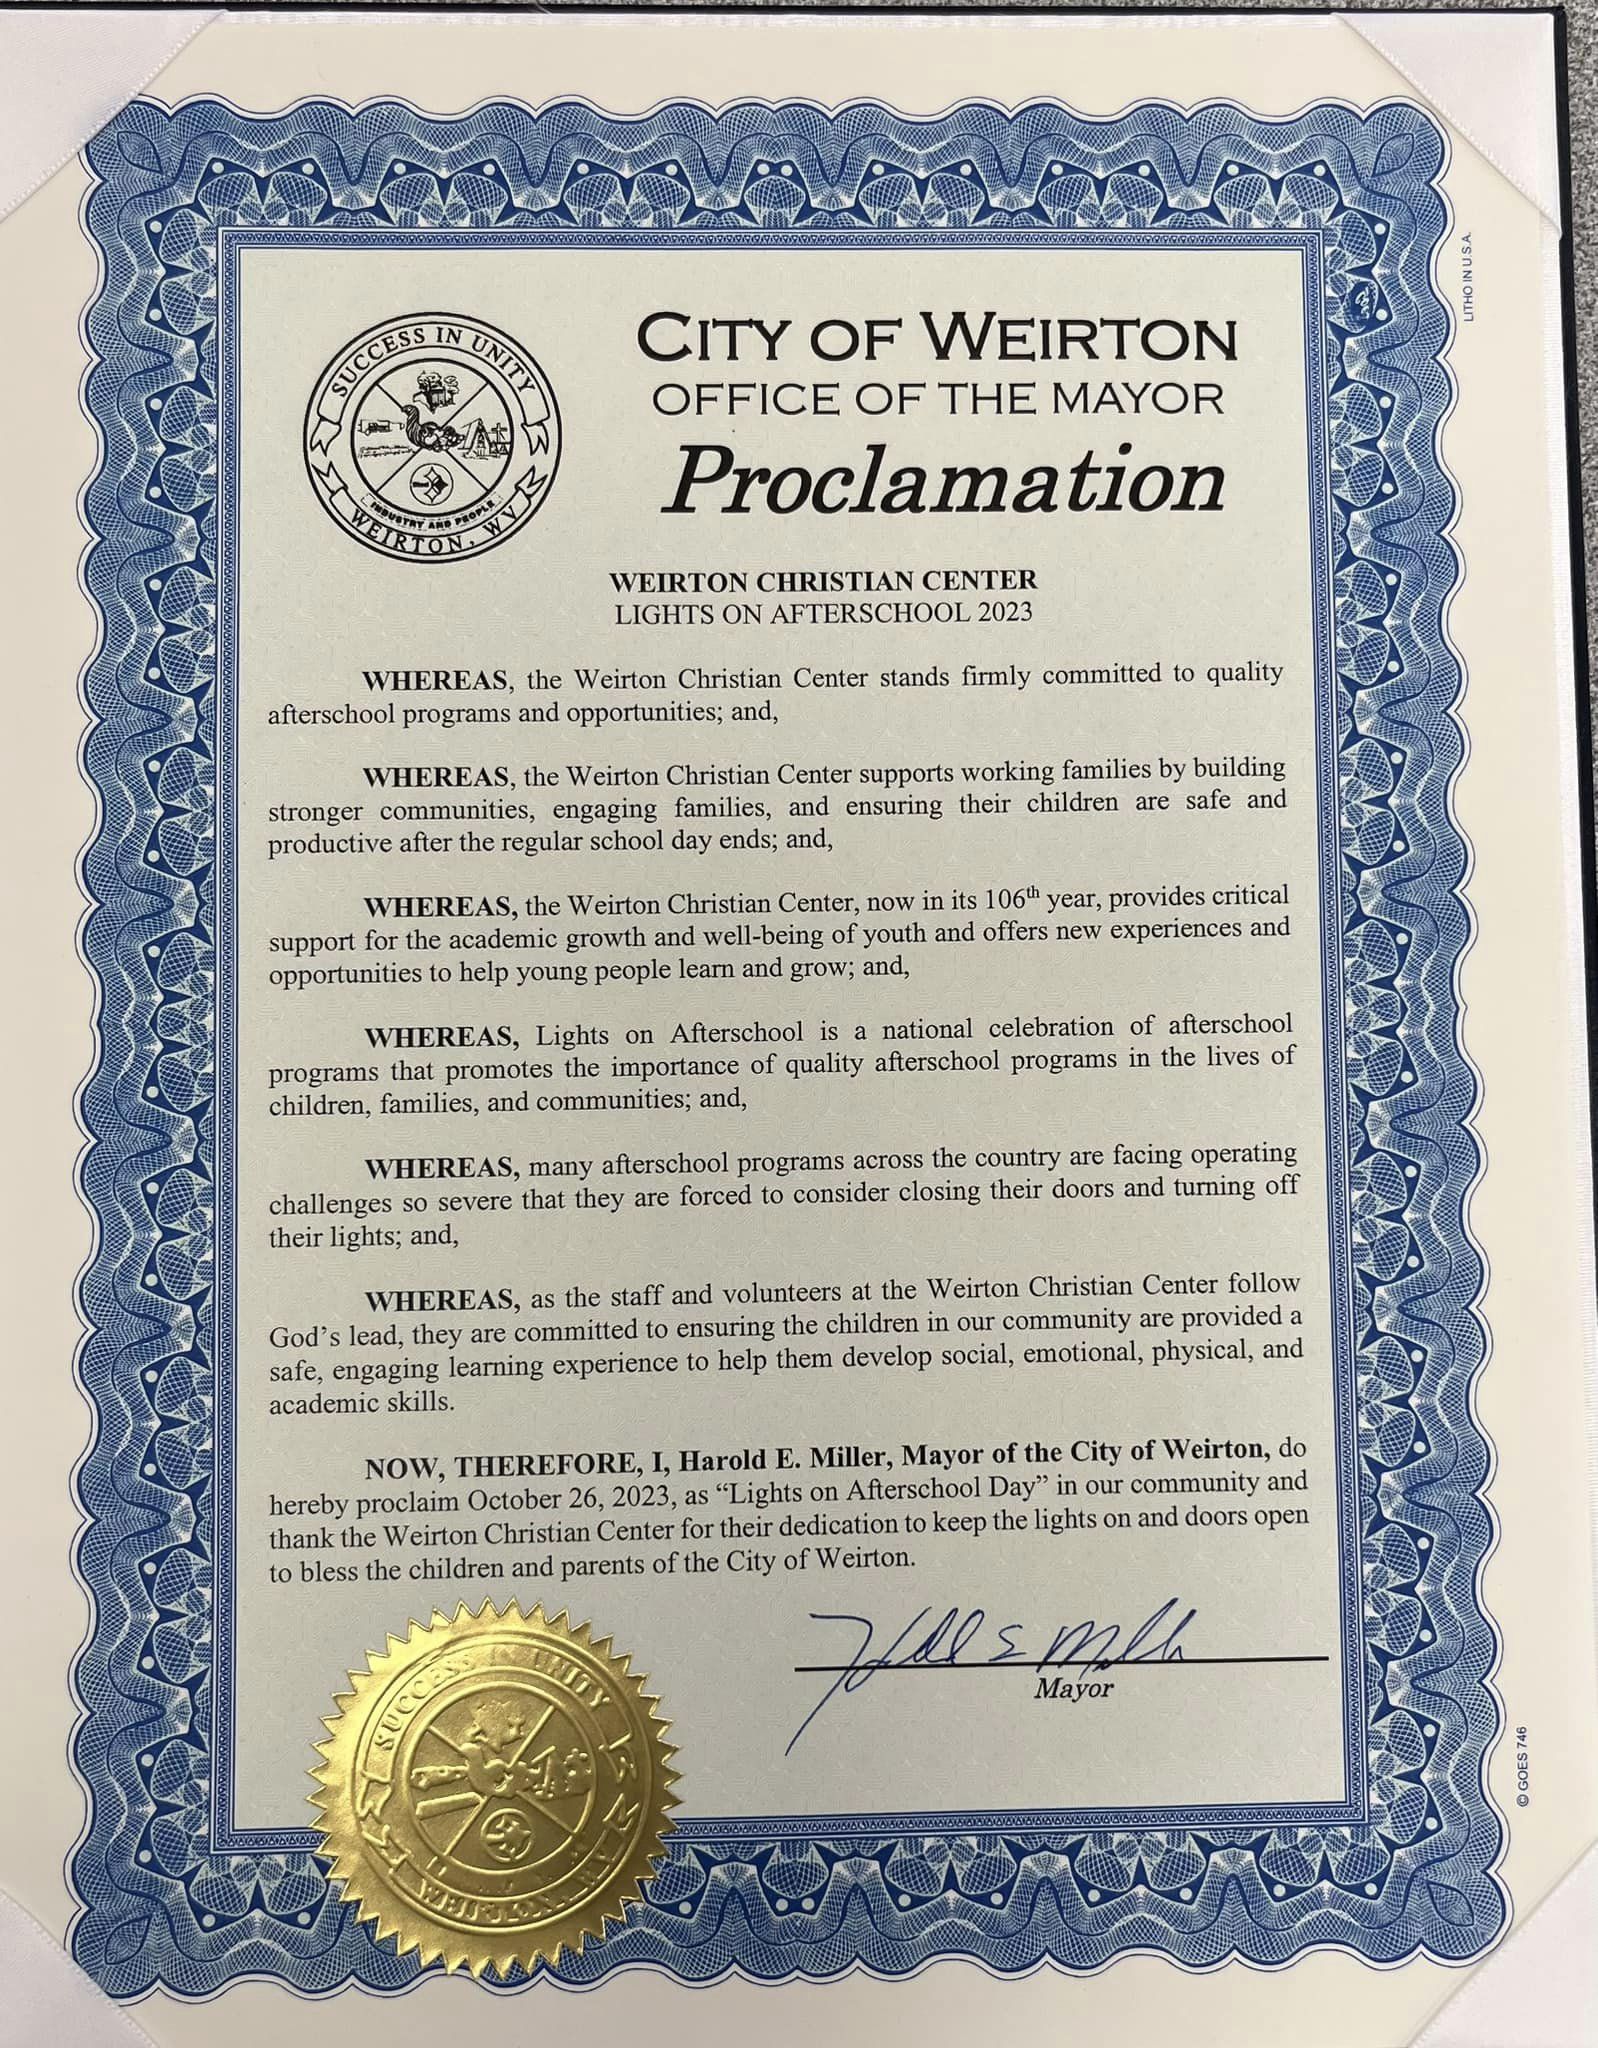 SUCCESS IN UNITY
INDUSTRY AND PEOPLE
WEIRTON, WV
CITY OF WEIRTON
OFFICE OF THE MAYOR
Proclamation
WEIRTON CHRISTIAN CENTER
LIGHTS ON AFTERSCHOOL 2023
WHEREAS, the Weirton Christian Center stands firmly committed to quality
afterschool programs and opportunities; and,
WHEREAS, the Weirton Christian Center supports working families by building
stronger communities, engaging families, and ensuring their children are safe and
productive after the regular school day ends; and,
WHEREAS, the Weirton Christian Center, now in its 106th year, provides critical
support for the academic growth and well-being of youth and offers new experiences and
opportunities to help young people learn and grow; and,
WHEREAS, Lights on Afterschool is a national celebration of afterschool
programs that promotes the importance of quality afterschool programs in the lives of
children, families, and communities; and,
WHEREAS, many afterschool programs across the country are facing operating
challenges so severe that they are forced to consider closing their doors and turning off
their lights; and,
WHEREAS, as the staff and volunteers at the Weirton Christian Center follow
God's lead, they are committed to ensuring the children in our community are provided a
safe, engaging learning experience to help them develop social, emotional, physical, and
academic skills.
NOW, THEREFORE, I, Harold E. Miller, Mayor of the City of Weirton, do
hereby proclaim October 26, 2023, as “Lights on Afterschool Day” in our community and
thank the Weirton Christian Center for their dedication to keep the lights on and doors open
to bless the children and parents of the City of Weirton.
Mayor
SUCCESS IN UNITY
WEIRTON, WV
LITHO IN U.S.A.
© GOES 746